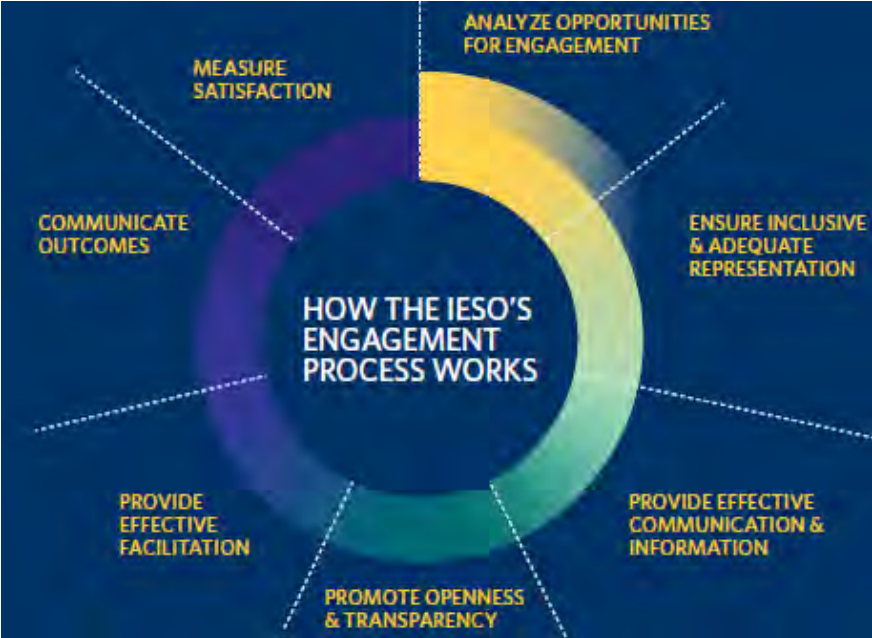 ANALYZE OPPORTUNITIES
FOR ENGAGEMENT
ENSURE INCLUSIVE
& ADEQUATE
REPRESENTATION
PROVIDE EFFECTIVE
COMMUNICATION &
INFORMATION
PROMOTE OPENNESS
& TRANSPARENCY
PROVIDE
EFFECTIVE
FACILITATION
COMMUNICATE
OUTCOMES
MEASURE
SATISFACTION
HOW THE IESO'S
ENGAGEMENT
PROCESS WORKS